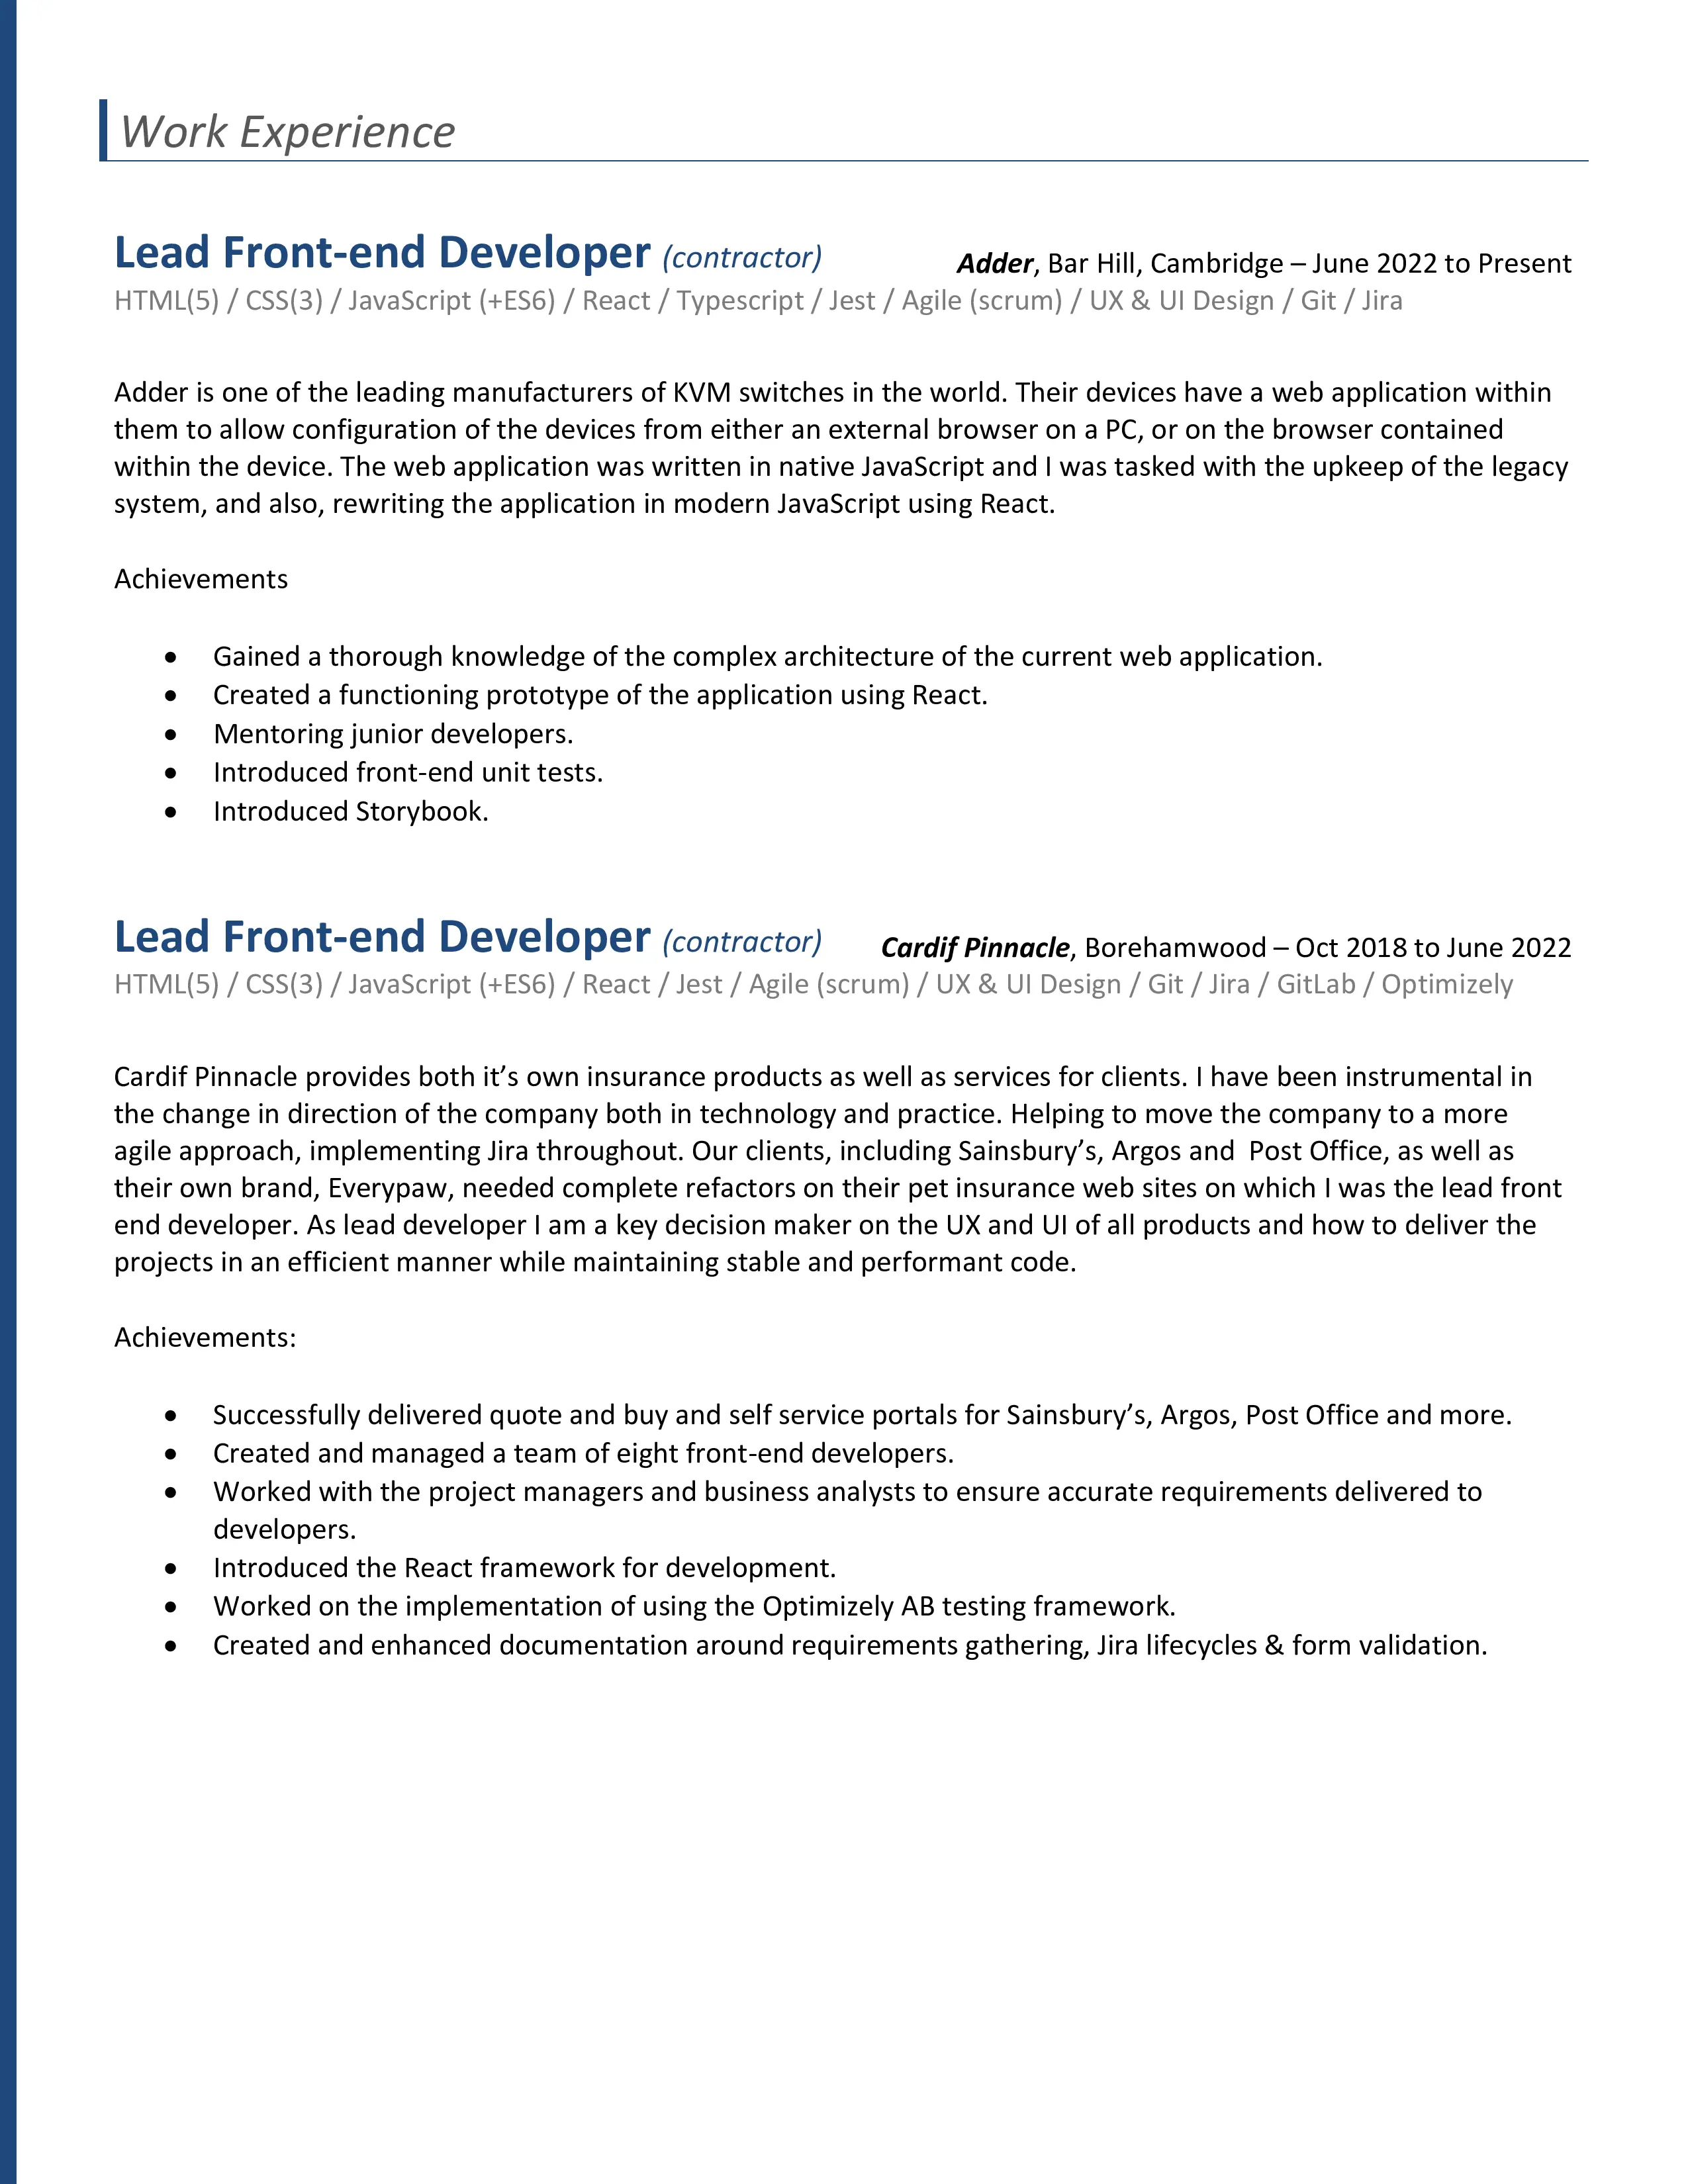 Work Experience
Lead Front-end Developer (contractor) Adder, Bar Hill, Cambridge – June 2022 to Present
HTML(5) / CSS(3) / JavaScript (+ES6) / React / Typescript / Jest / Agile (scrum) / UX & UI Design / Git / Jira
Adder is one of the leading manufacturers of KVM switches in the world. Their devices have a web application within
them to allow configuration of the devices from either an external browser on a PC, or on the browser contained
within the device. The web application was written in native JavaScript and I was tasked with the upkeep of the legacy
system, and also, rewriting the application in modern JavaScript using React.
Achievements
• Gained a thorough knowledge of the complex architecture of the current web application.
• Created a functioning prototype of the application using React.
• Mentoring junior developers.
• Introduced front-end unit tests.
• Introduced Storybook.
Lead Front-end Developer (contractor) Cardif Pinnacle, Borehamwood – Oct 2018 to June 2022
HTML(5) / CSS(3) / JavaScript (+ES6) / React / Jest / Agile (scrum) / UX & UI Design / Git / Jira / GitLab / Optimizely
Cardif Pinnacle provides both it’s own insurance products as well as services for clients. I have been instrumental in
the change in direction of the company both in technology and practice. Helping to move the company to a more
agile approach, implementing Jira throughout. Our clients, including Sainsbury’s, Argos and  Post Office, as well as
their own brand, Everypaw, needed complete refactors on their pet insurance web sites on which I was the lead front
end developer. As lead developer I am a key decision maker on the UX and UI of all products and how to deliver the
projects in an efficient manner while maintaining stable and performant code.
Achievements:
• Successfully delivered quote and buy and self service portals for Sainsbury’s, Argos, Post Office and more.
• Created and managed a team of eight front-end developers.
• Worked with the project managers and business analysts to ensure accurate requirements delivered to
developers.
• Introduced the React framework for development.
• Worked on the implementation of using the Optimizely AB testing framework.
• Created and enhanced documentation around requirements gathering, Jira lifecycles & form validation.